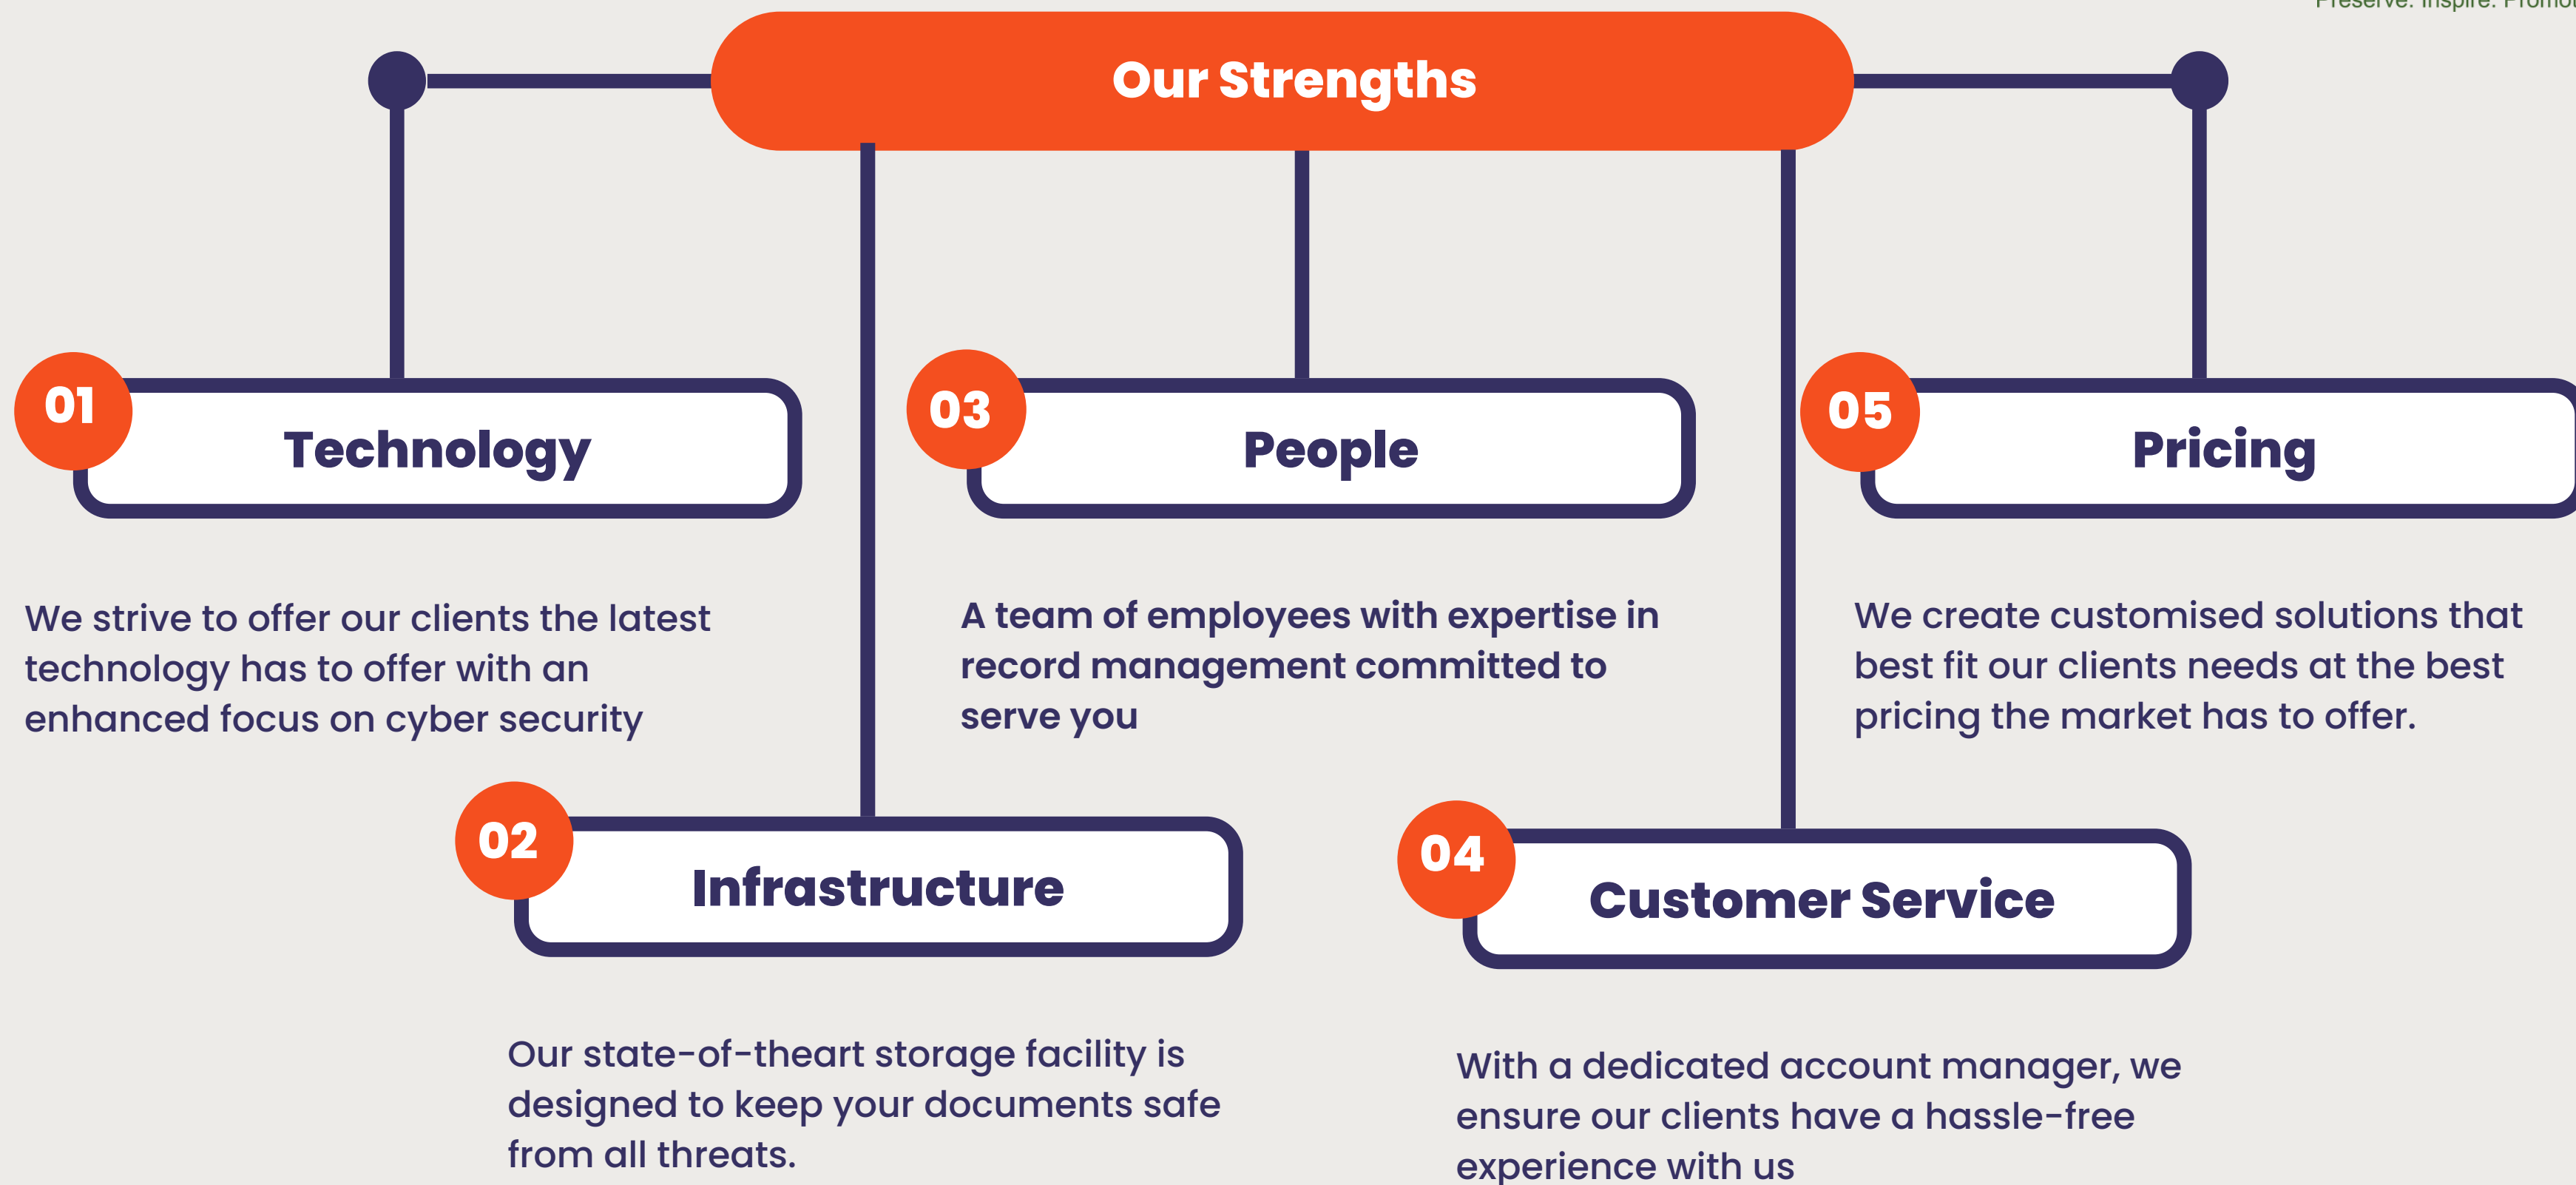 Preserve. Inspire.
Our Strengths
01
Technology
We strive to offer our clients the latest
technology has to offer with an
enhanced focus on cyber security
02
Infrastructure
Our state-of-theart storage facility is
designed to keep your documents safe
from all threats.
03
People
A team of employees with expertise in
record management committed to
serve you
04
Customer Service
With a dedicated account manager, we
ensure our clients have a hassle-free
experience with us
05
Pricing
We create customised solutions that
best fit our clients needs at the best
pricing the market has to offer.